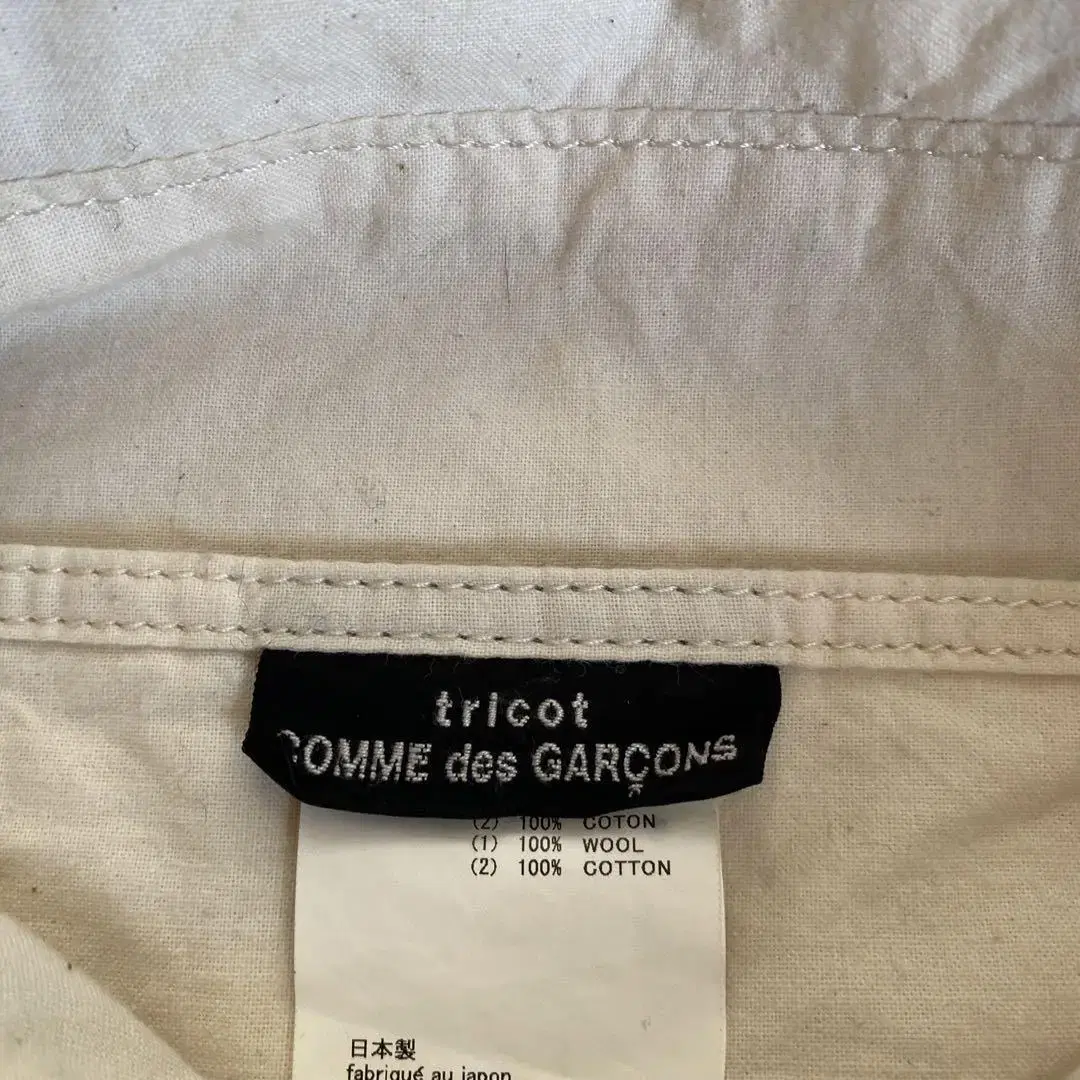 tricot
COMME des GARÇONS
(2) 100% COTON
(1) 100% WOOL
(2) 100% COTTON
日本製
fabriqué au japon